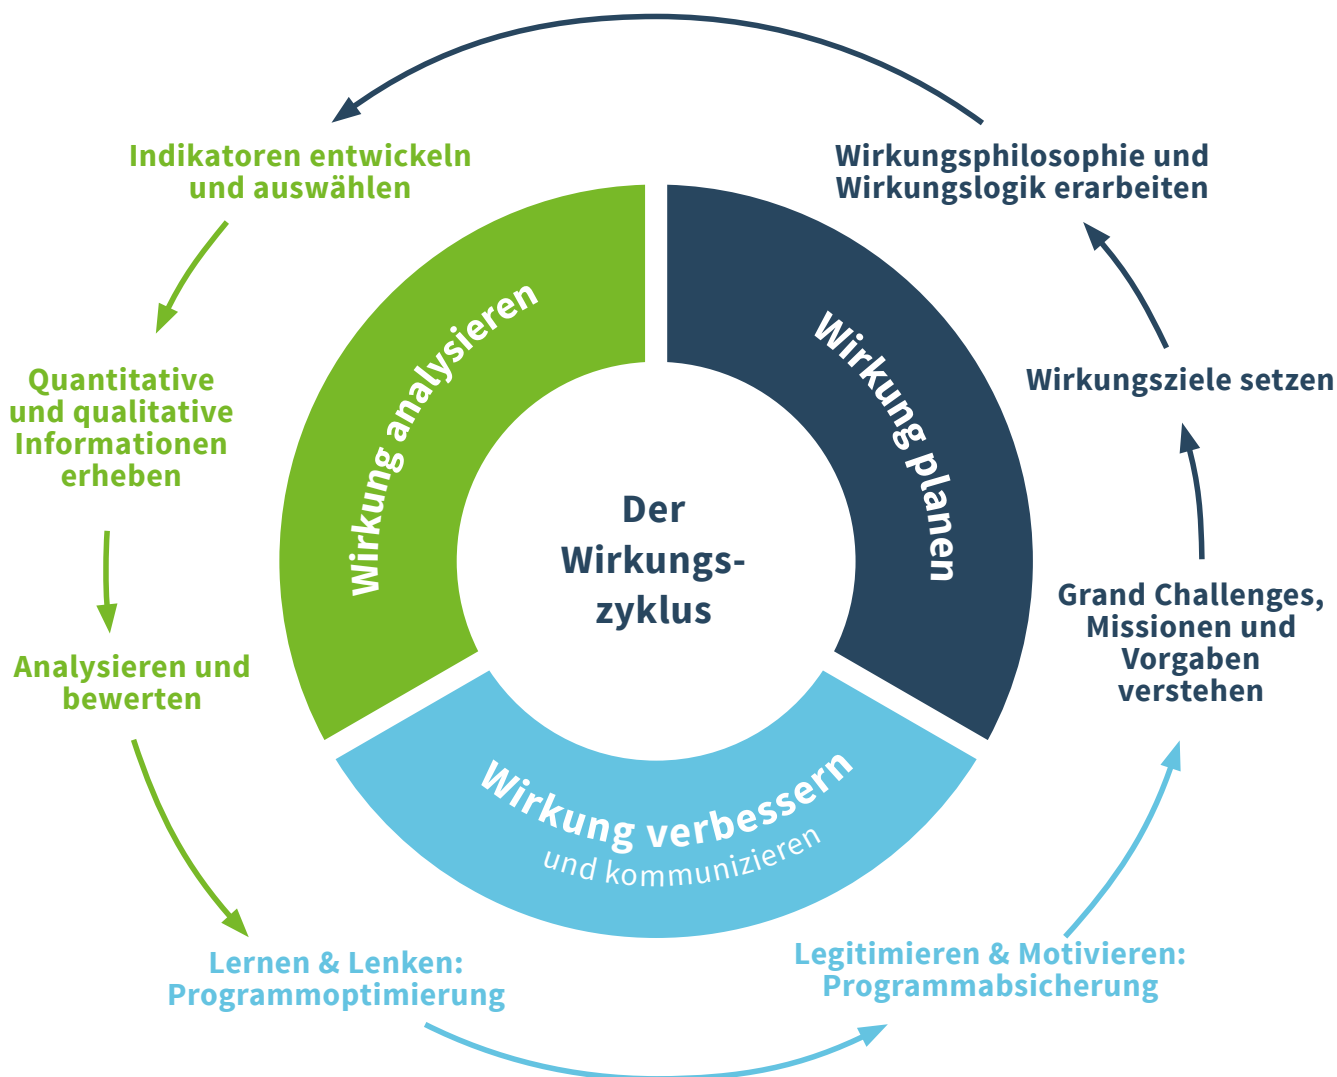 Indikatoren entwickeln
und auswählen
Wirkungsphilosophie und
Wirkungslogik erarbeiten
Wirkung analysieren
Wirkung planen
Quantitative
und qualitative
Informationen
erheben
Wirkungsziele setzen
Der
Wirkungs-
zyklus
Grand Challenges,
Missionen und
Vorgaben
verstehen
Analysieren und
bewerten
Wirkung verbessern
und kommunizieren
Lernen & Lenken:
Programmoptimierung
Legitimieren & Motivieren:
Programmabsicherung